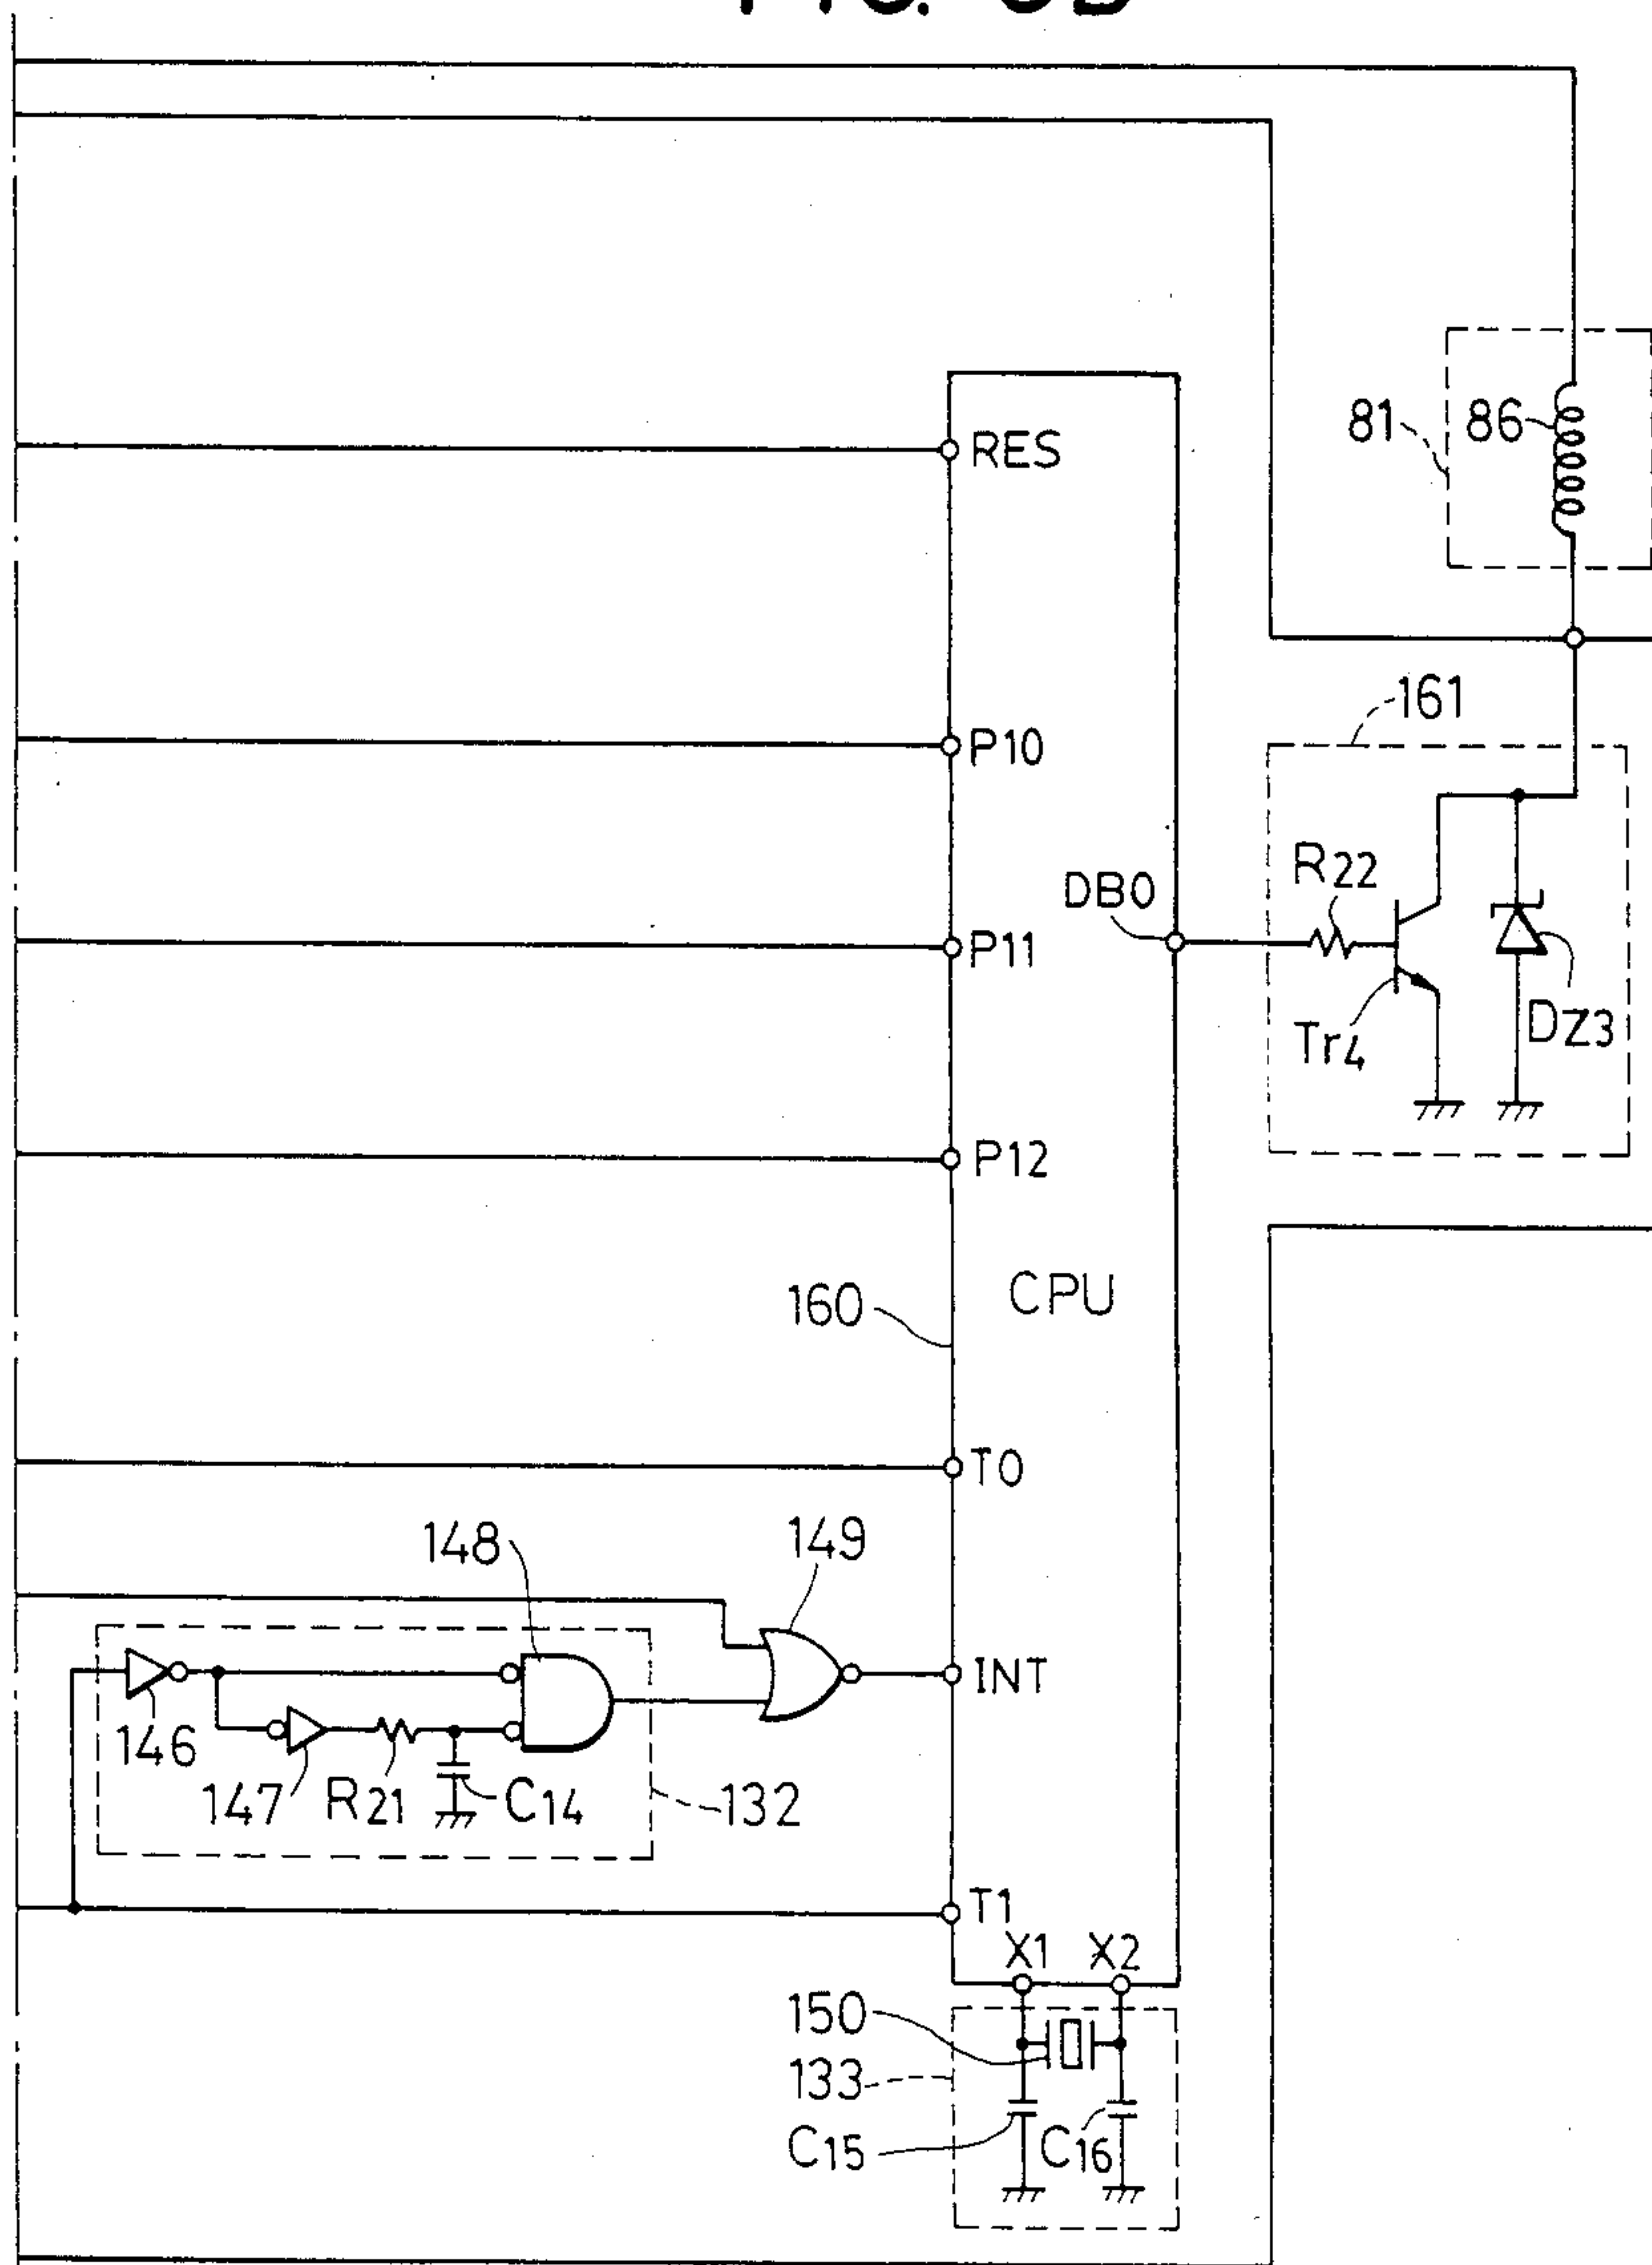 RES
81
86
P10
161
P11
DB0
R22
Tr4
DZ3
P12
160
CPU
T0
148
149
INT
146
147
R21
C14
132
T1
X1
X2
150
133
C15
C16